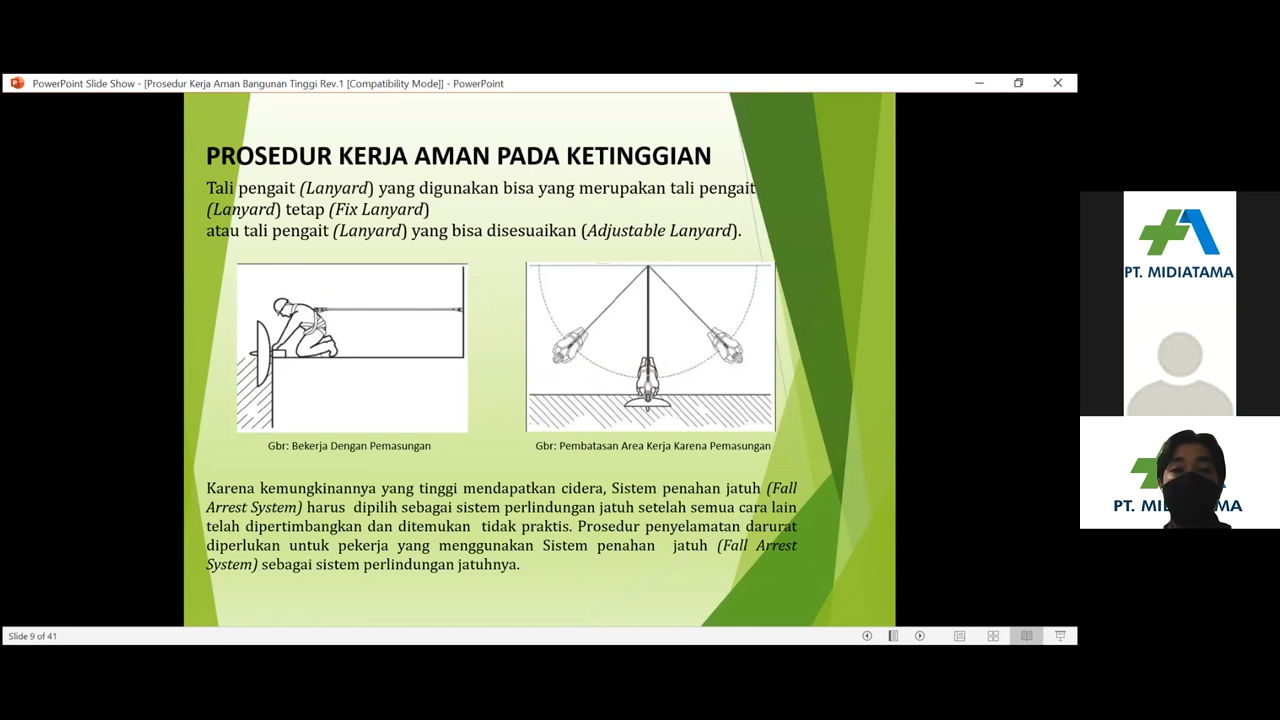 PowerPoint Slide Show - [Prosedur Kerja Aman Bangunan Tinggi Rev.1 [Compatibility Mode]] - PowerPoint
PROSEDUR KERJA AMAN PADA KETINGGIAN
Tali pengait (Lanyard) yang digunakan bisa yang merupakan tali pengait
(Lanyard) tetap (Fix Lanyard)
atau tali pengait (Lanyard) yang bisa disesuaikan (Adjustable Lanyard).
Gbr: Bekerja Dengan Pemasungan
Gbr: Pembatasan Area Kerja Karena Pemasungan
Karena kemungkinannya yang tinggi mendapatkan cidera, Sistem penahan jatuh (Fall
Arrest System) harus dipilih sebagai sistem perlindungan jatuh setelah semua cara lain
telah dipertimbangkan dan ditemukan tidak praktis. Prosedur penyelamatan darurat
diperlukan untuk pekerja yang menggunakan Sistem penahan jatuh (Fall Arrest
System) sebagai sistem perlindungan jatuhnya.
Slide 9 of 41
PT. MIDIATAMA